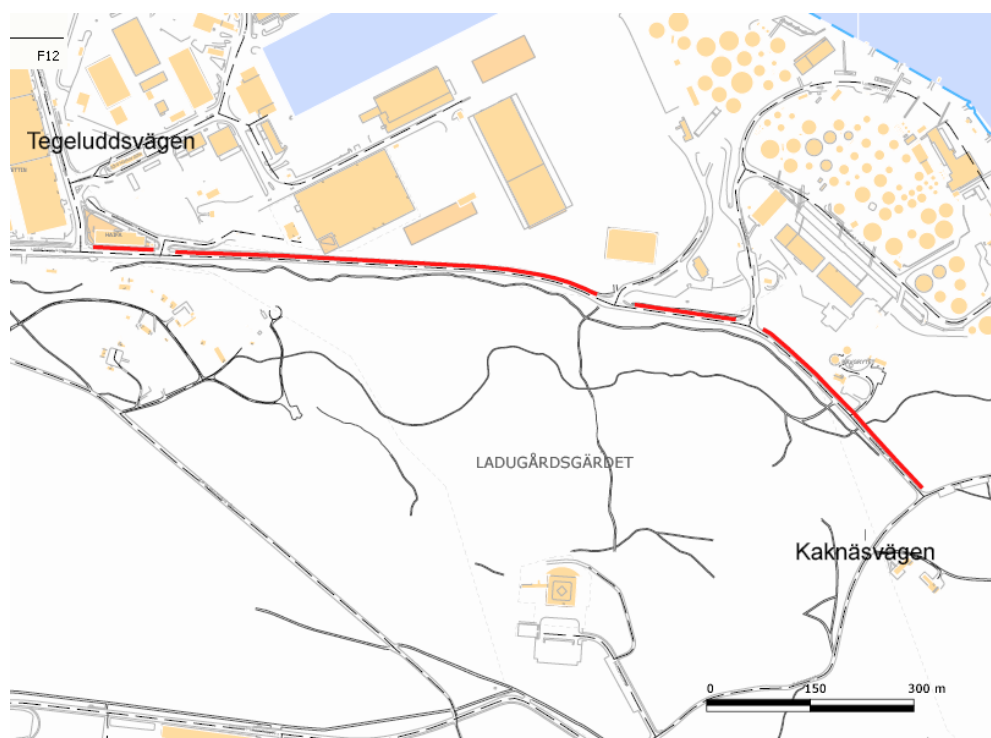 F12
Tegeluddsvägen
LADUGÅRDSGÄRDET
Kaknäsvägen
0 150 300 m